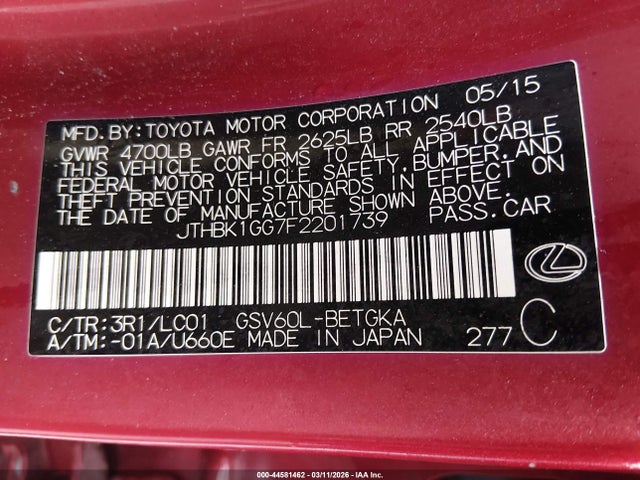 MFD. BY: TOYOTA MOTOR CORPORATION 05/15
GVWR 4700LB GAWR FR 2625LB RR 2540LB
THIS VEHICLE CONFORMS TO ALL APPLICABLE
FEDERAL MOTOR VEHICLE SAFETY, BUMPER, AND
THEFT PREVENTION STANDARDS IN EFFECT ON
THE DATE OF MANUFACTURE SHOWN ABOVE.
JTHBK1GG7F2201739 PASS. CAR
C/TR: 3R1/LC01 GSV60L-BETGKA
A/TM: -01A/U660E MADE IN JAPAN 277 C
000-44581462 - 03/11/2026 - IAA, Inc.